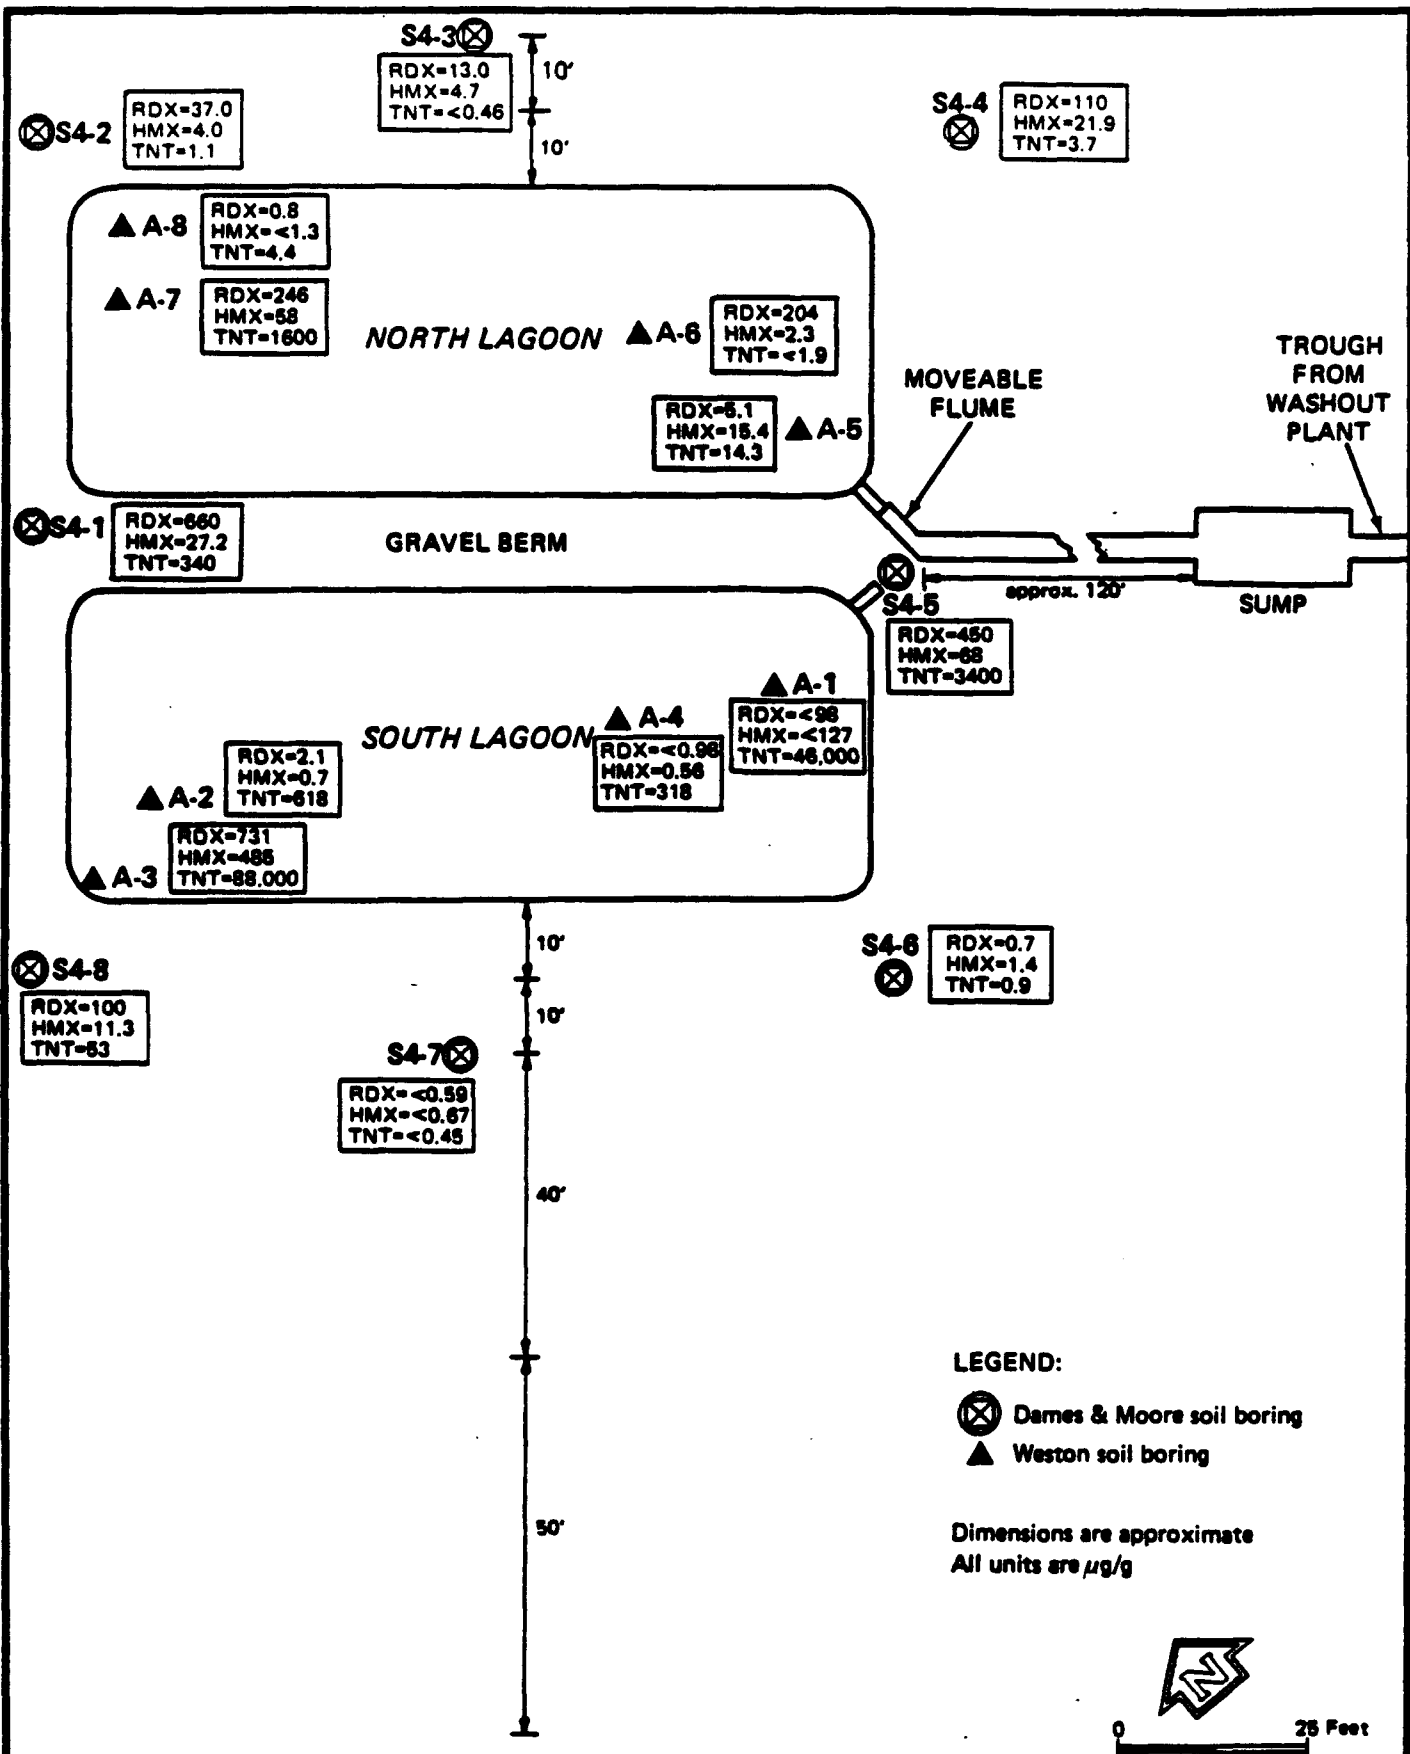 S4-3
RDX=13.0
HMX=4.7
TNT=<0.46
10'
10'
S4-2
RDX=37.0
HMX=4.0
TNT=1.1
S4-4
RDX=110
HMX=21.9
TNT=3.7
A-8
RDX=0.8
HMX=<1.3
TNT=4.4
A-7
RDX=246
HMX=58
TNT=1600
NORTH LAGOON
A-6
RDX=204
HMX=2.3
TNT=<1.9
RDX=5.1
HMX=15.4
TNT=14.3
A-5
MOVEABLE
FLUME
TROUGH
FROM
WASHOUT
PLANT
S4-1
RDX=660
HMX=27.2
TNT=340
GRAVEL BERM
approx. 120'
SUMP
S4-5
RDX=450
HMX=68
TNT=3400
A-1
RDX=<98
HMX=<127
TNT=46,000
SOUTH LAGOON
A-4
RDX=<0.98
HMX=0.56
TNT=318
RDX=2.1
HMX=0.7
TNT=618
A-2
RDX=731
HMX=485
TNT=88.000
A-3
10'
10'
40'
50'
S4-6
RDX=0.7
HMX=1.4
TNT=0.9
S4-8
RDX=100
HMX=11.3
TNT=53
S4-7
RDX=<0.59
HMX=<0.67
TNT=<0.45
LEGEND:
Dames & Moore soil boring
Weston soil boring
Dimensions are approximate
All units are µg/g
N
0 25 Feet